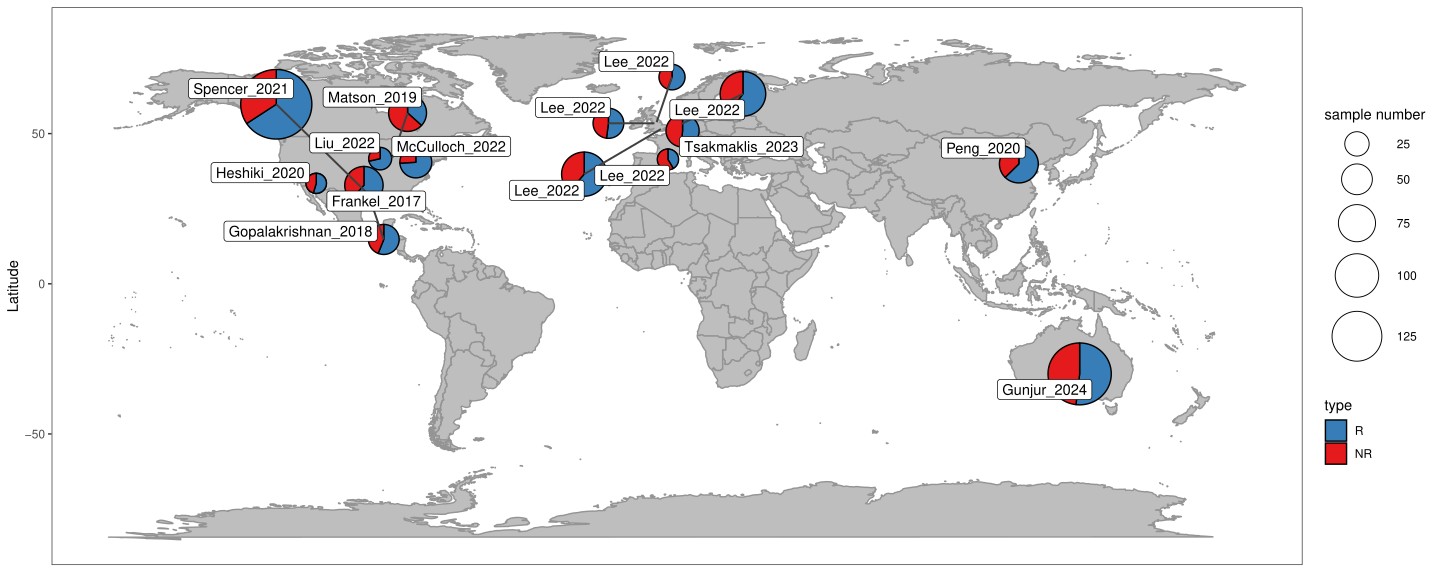 Lee_2022
Spencer_2021
Matson_2019
Lee_2022
Lee_2022
sample number
25
50
Liu_2022
McCulloch_2022
Tsakmaklis_2023
Peng_2020
50
Heshiki_2020
Lee_2022
Lee_2022
Frankel_2017
75
Gopalakrishnan_2018
Latitude
0
100
125
Gunjur_2024
type
R
NR
−50